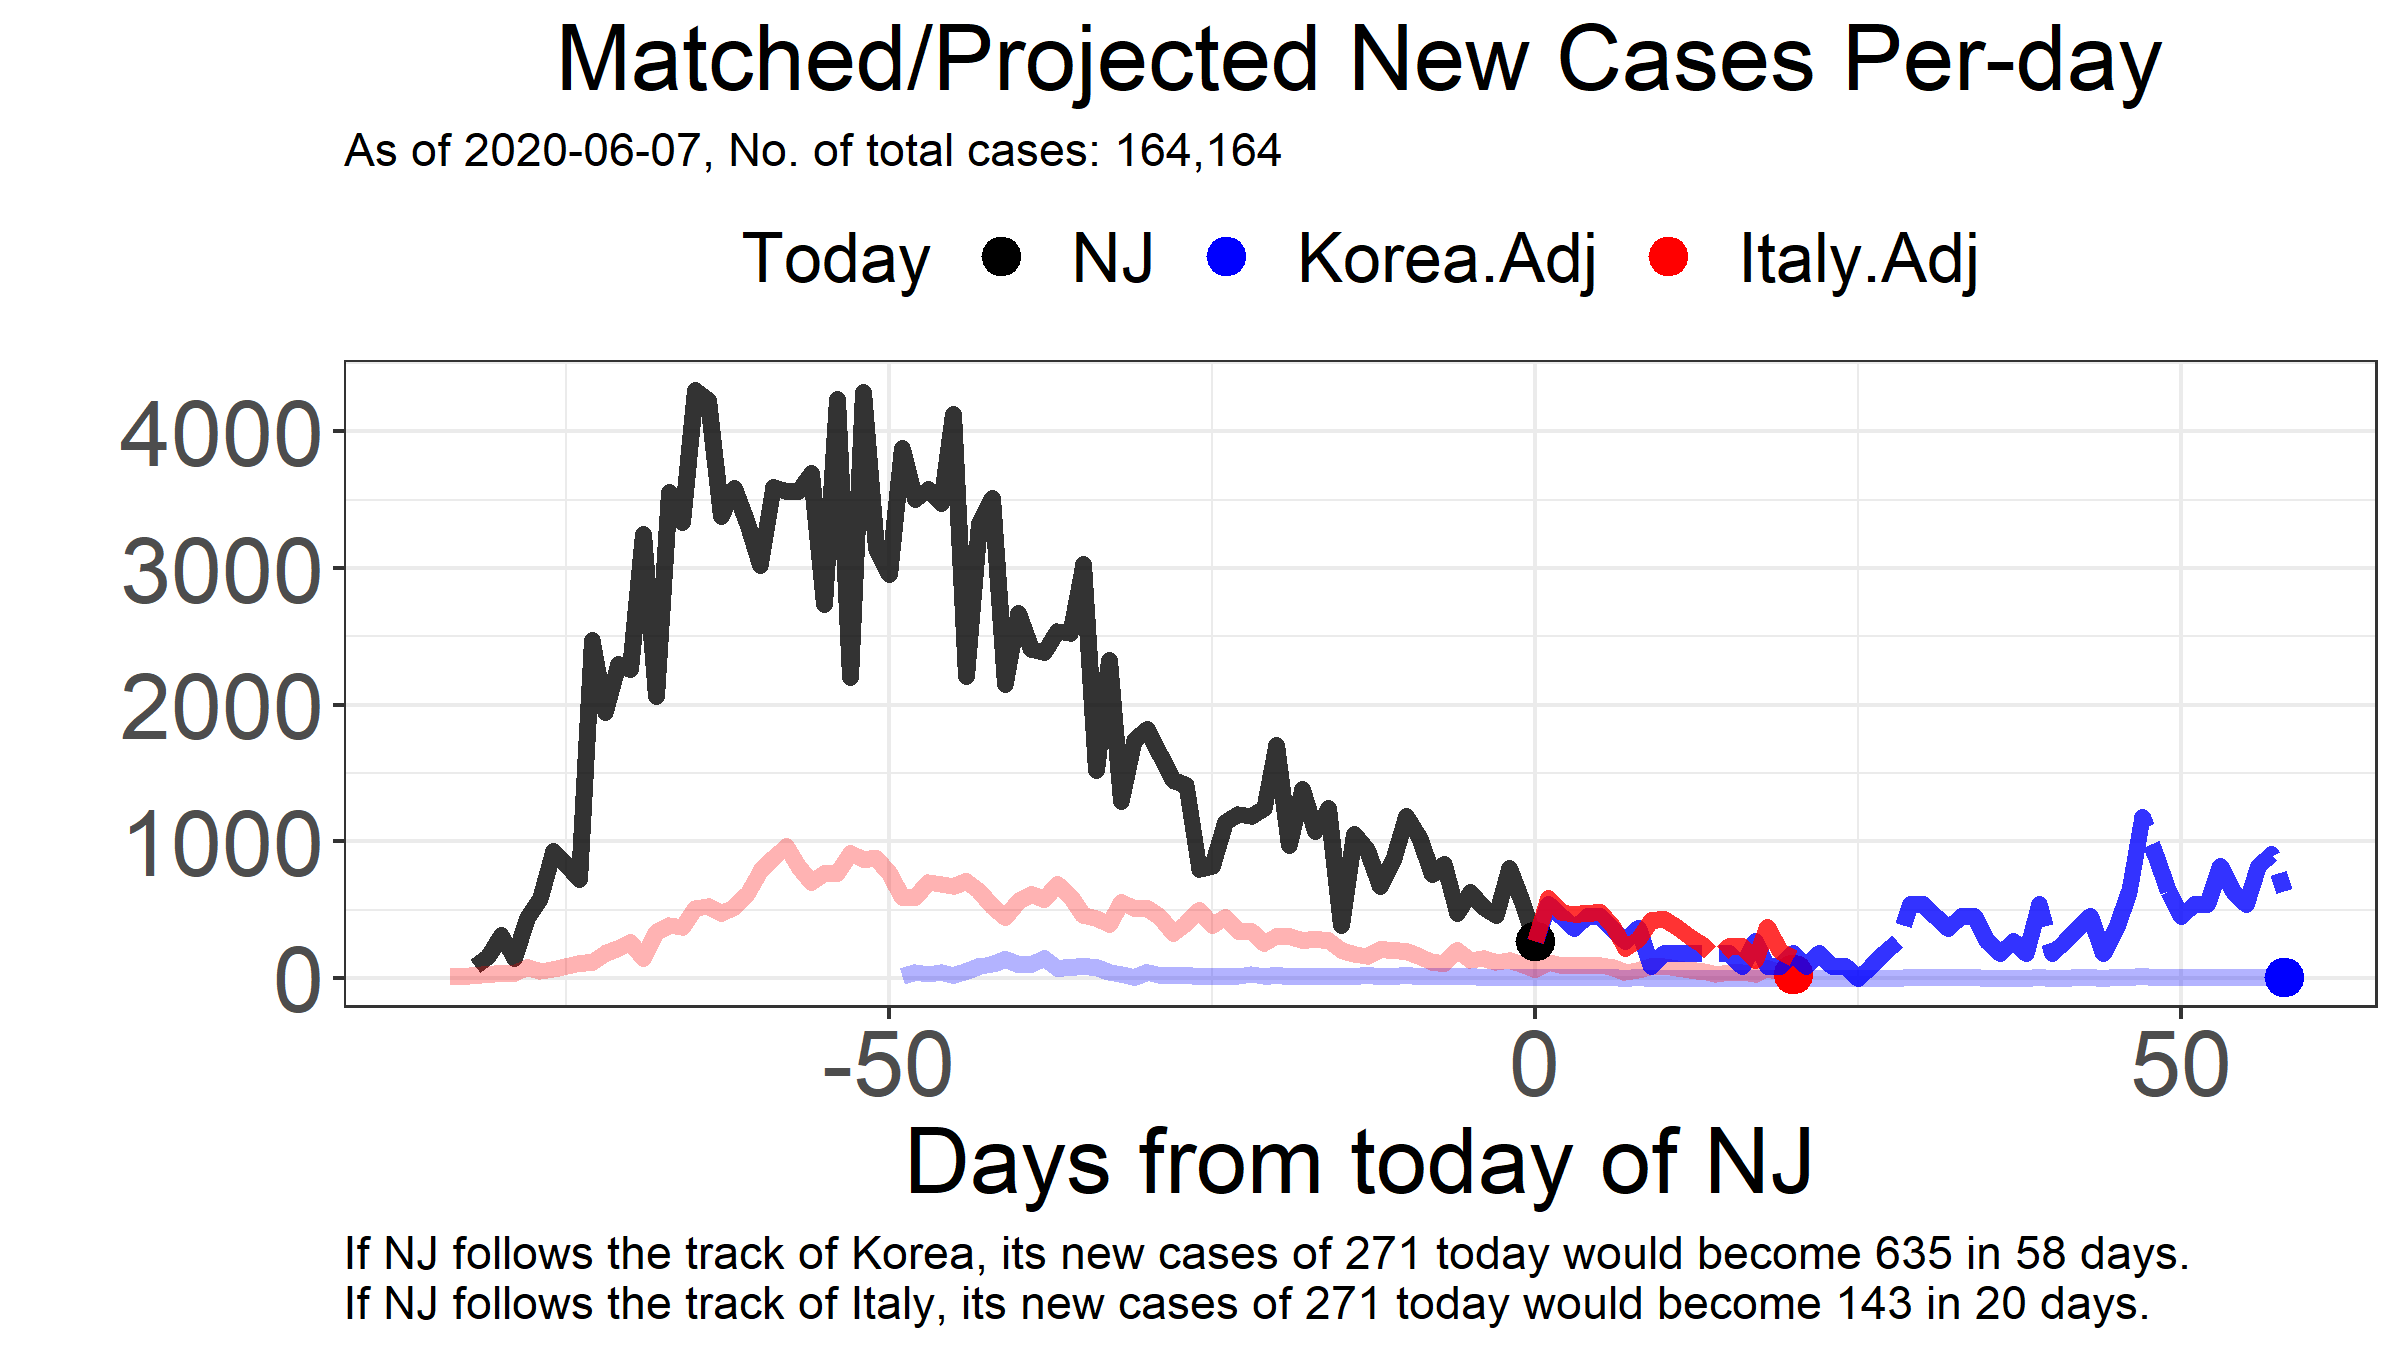 Matched/Projected New Cases Per-day
As of 2020-06-07, No. of total cases: 164,164
Today NJ Korea.Adj Italy.Adj
4000
3000
2000
1000
0
-50 0 50
Days from today of NJ
If NJ follows the track of Korea, its new cases of 271 today would become 635 in 58 days.
If NJ follows the track of Italy, its new cases of 271 today would become 143 in 20 days.